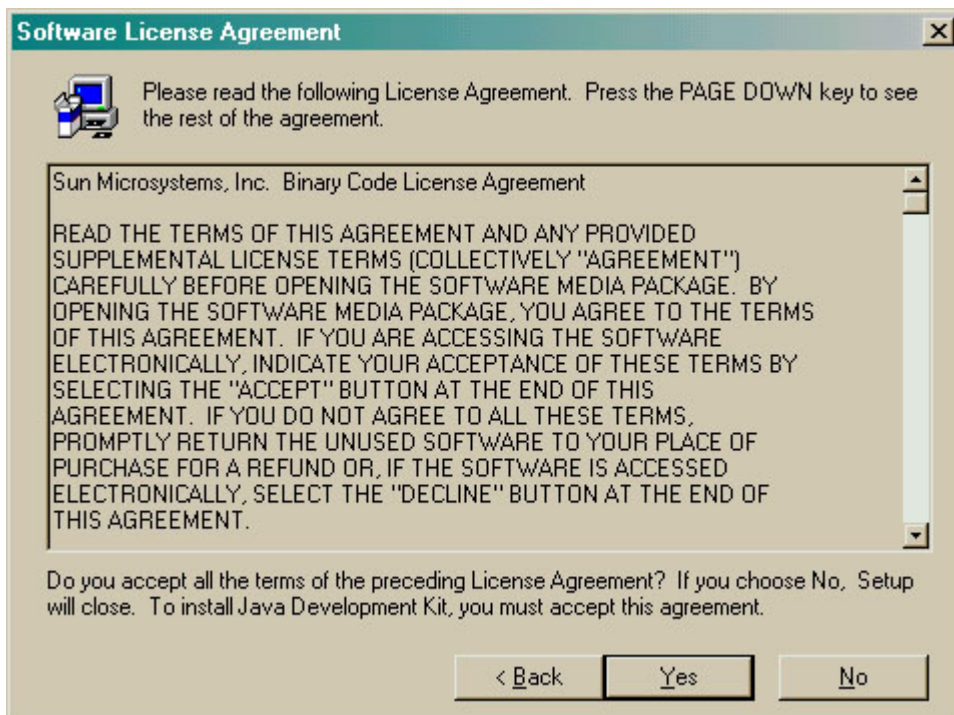 Software License Agreement
Please read the following License Agreement.  Press the PAGE DOWN key to see
the rest of the agreement.
Sun Microsystems, Inc.  Binary Code License Agreement
READ THE TERMS OF THIS AGREEMENT AND ANY PROVIDED
SUPPLEMENTAL LICENSE TERMS (COLLECTIVELY "AGREEMENT")
CAREFULLY BEFORE OPENING THE SOFTWARE MEDIA PACKAGE.  BY
OPENING THE SOFTWARE MEDIA PACKAGE, YOU AGREE TO THE TERMS
OF THIS AGREEMENT.  IF YOU ARE ACCESSING THE SOFTWARE
ELECTRONICALLY, INDICATE YOUR ACCEPTANCE OF THESE TERMS BY
SELECTING THE "ACCEPT" BUTTON AT THE END OF THIS
AGREEMENT.  IF YOU DO NOT AGREE TO ALL THESE TERMS,
PROMPTLY RETURN THE UNUSED SOFTWARE TO YOUR PLACE OF
PURCHASE FOR A REFUND OR, IF THE SOFTWARE IS ACCESSED
ELECTRONICALLY, SELECT THE "DECLINE" BUTTON AT THE END OF
THIS AGREEMENT.
Do you accept all the terms of the preceding License Agreement?  If you choose No,  Setup
will close.  To install Java Development Kit, you must accept this agreement.
< Back
Yes
No